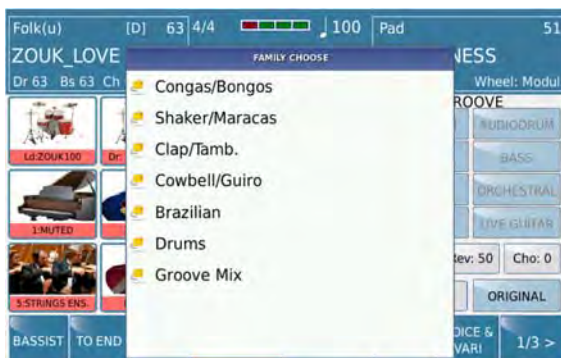 Folk(u) [D] 63 4/4 100 Pad 51
ZOUK_LOVE NESS
FAMILY CHOOSE
Dr 63 Bs 63 Ch Wheel: Modul
Congas/Bongos
ROOVE
Shaker/Maracas
AUDIODRUM
Clap/Tamb.
Ld:ZOUK100 Dr: BASS
Cowbell/Guiro
ORCHESTRAL
Brazilian
1:MUTED LIVE GUITAR
Drums
Rev: 50 Cho: 0
Groove Mix
5:STRINGS ENS. ORIGINAL
BASSIST TO END OICE & VARI 1/3 >